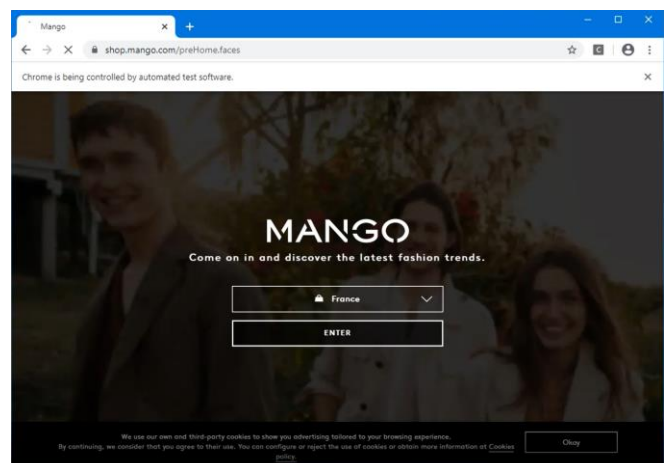 Mango
shop.mango.com/preHome.faces
Chrome is being controlled by automated test software.
MANGO
Come on in and discover the latest fashion trends.
France
ENTER
We use our own and third-party cookies to show you advertising tailored to your browsing experience.
By continuing, we consider that you agree to their use. You can configure or reject the use of cookies or obtain more information at Cookies
policy.
Okay